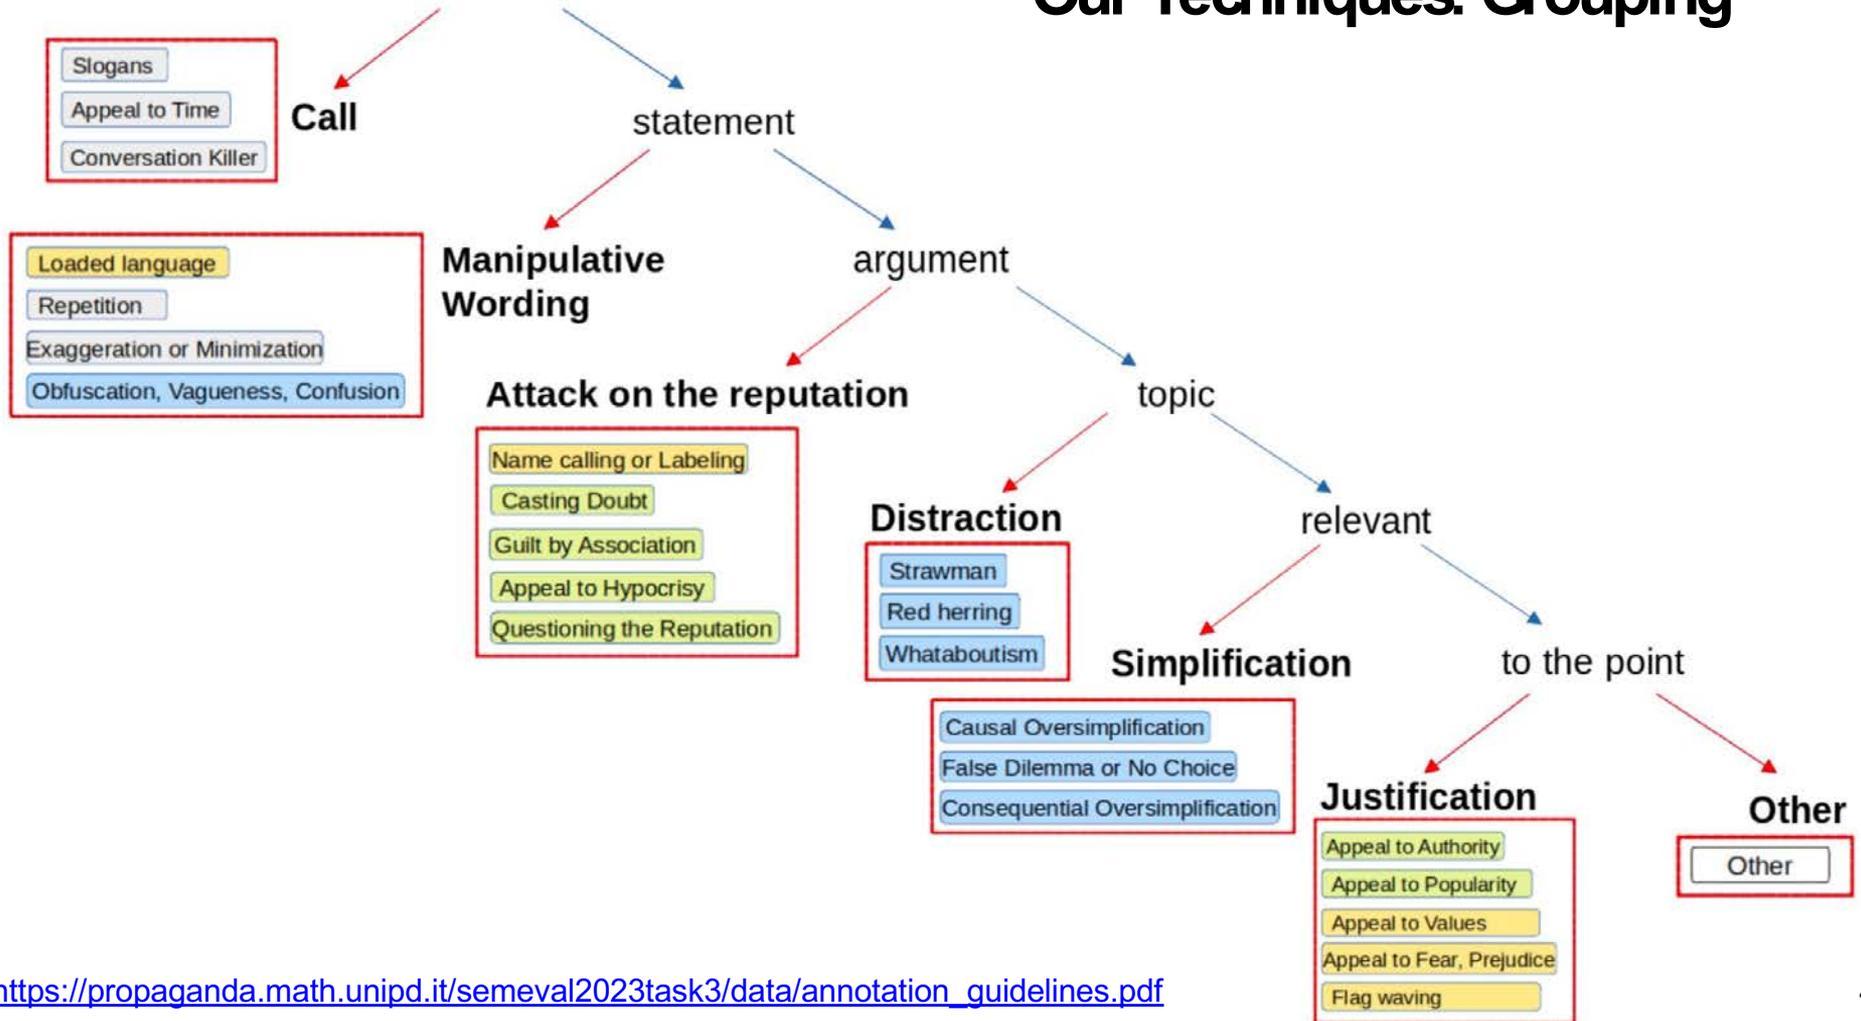 Our Techniques: Grouping
Slogans
Appeal to Time
Conversation Killer
Call
statement
Loaded language
Repetition
Exaggeration or Minimization
Obfuscation, Vagueness, Confusion
Manipulative
Wording
argument
Attack on the reputation
Name calling or Labeling
Casting Doubt
Guilt by Association
Appeal to Hypocrisy
Questioning the Reputation
topic
Distraction
Strawman
Red herring
Whataboutism
relevant
Simplification
Causal Oversimplification
False Dilemma or No Choice
Consequential Oversimplification
to the point
Justification
Appeal to Authority
Appeal to Popularity
Appeal to Values
Appeal to Fear, Prejudice
Flag waving
Other
Other
https://propaganda.math.unipd.it/semeval2023task3/data/annotation_guidelines.pdf